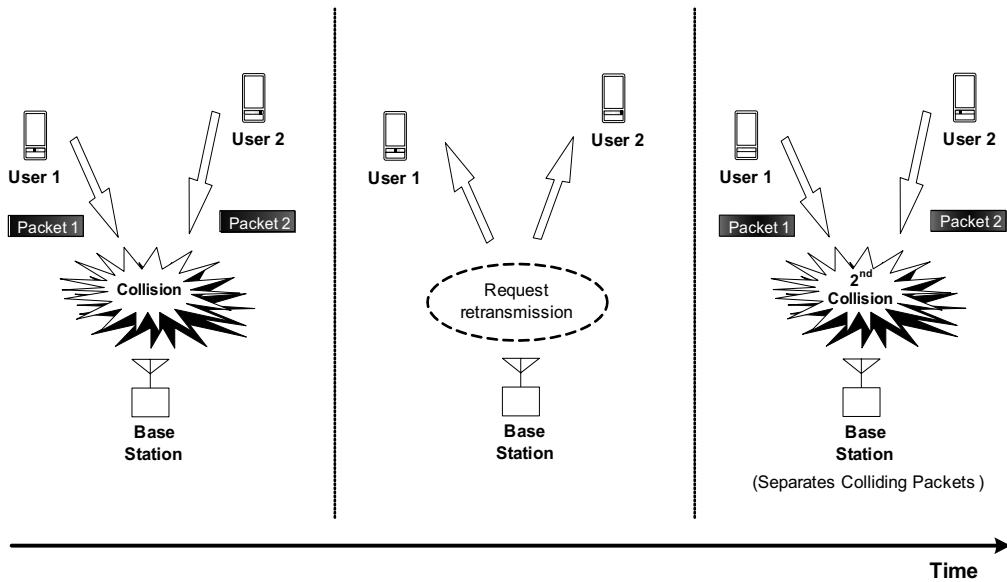 User 1
User 2
Packet 1
Packet 2
Collision
Base
Station
User 1
User 2
Request
retransmission
Base
Station
User 1
User 2
Packet 1
Packet 2
2nd
Collision
Base
Station
(Separates Colliding Packets )
Time